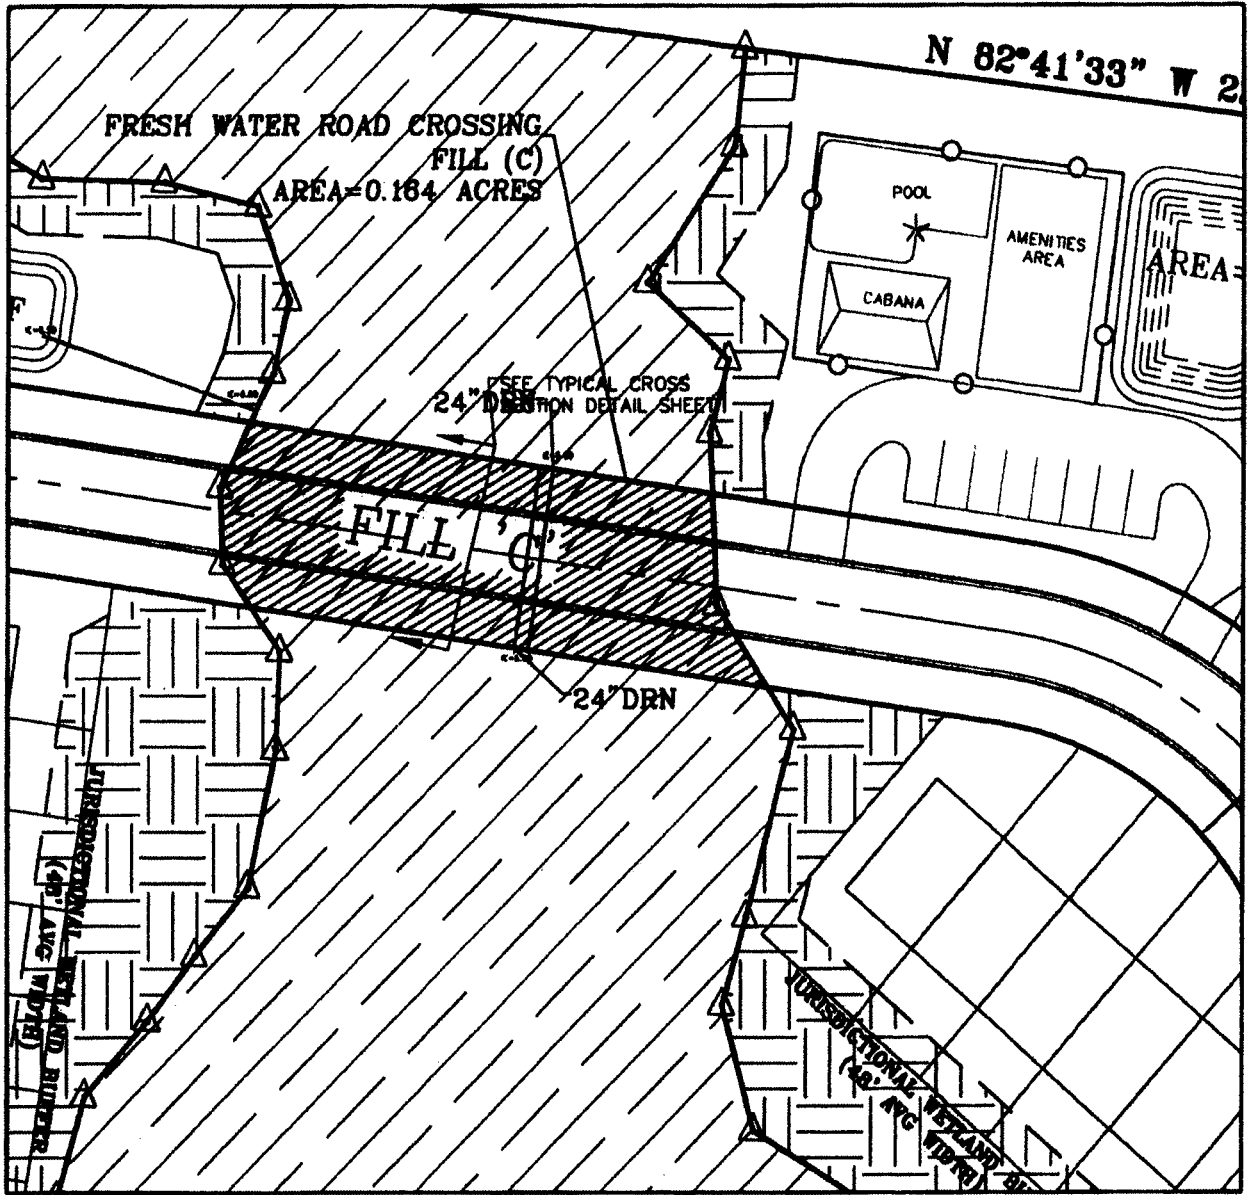 N 82°41'33" W 2
FRESH WATER ROAD CROSSING
FILL (C)
AREA=0.164 ACRES
POOL
AMENITIES
AREA
CABANA
AREA=
F
SEE TYPICAL CROSS
SECTION DETAIL SHEET
24"DRN
FILL 'C'
24"DRN
JURISDICTIONAL WETLAND BUFFER
(48' AVG WIDTH)
JURISDICTIONAL WETLAND BU
(48' AVG WIDTH)